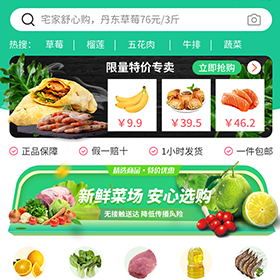 宅家舒心购，丹东草莓76元/3斤
热搜： 草莓 榴莲 五花肉 牛排 蔬菜
限量特价专卖 立即抢购
￥9.9 ￥39.5 ￥46.2
正品保障 假一赔十 1小时发货 一件包邮
精选商品·特价优惠
新鲜菜场 安心选购
无接触送达 降低传播风险